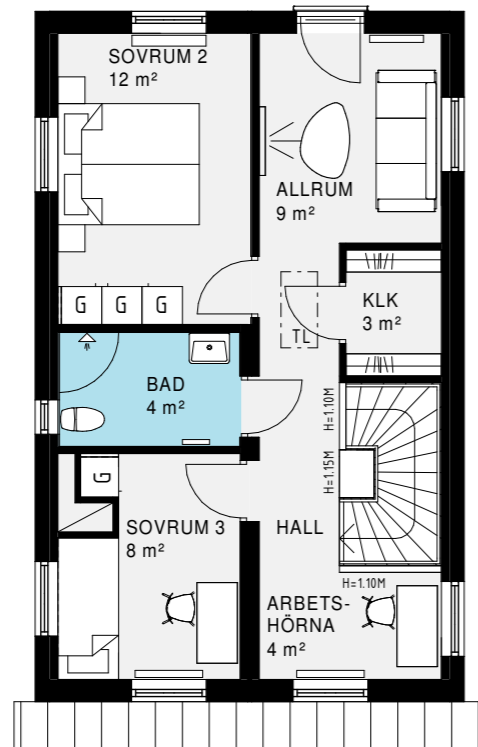 SOVRUM 2
12 m²
ALLRUM
9 m²
G G G
TL
KLK
3 m²
BAD
4 m²
H=1.10M
H=1.15M
G
SOVRUM 3
8 m²
HALL
H=1.10M
ARBETS-
HÖRNA
4 m²